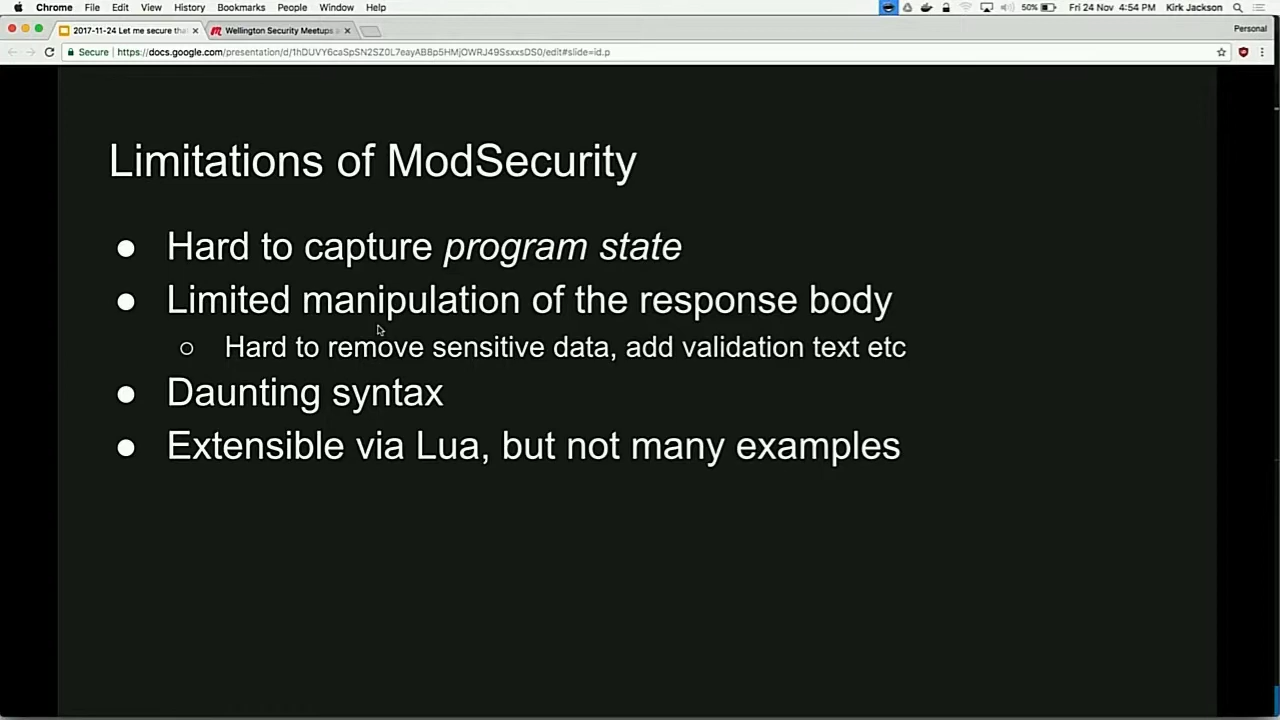 Chrome File Edit View History Bookmarks People Window Help 50% Fri 24 Nov 4:54 PM Kirk Jackson
2017-11-24 Let me secure tha Wellington Security Meetups Personal
Secure https://docs.google.com/presentation/d/1hDUVY6caSpSN2SZ0L7eayABBp5HMjOWRJ49SsxxsDS0/edit#slide=id.p
Limitations of ModSecurity
● Hard to capture program state
● Limited manipulation of the response body
○ Hard to remove sensitive data, add validation text etc
● Daunting syntax
● Extensible via Lua, but not many examples